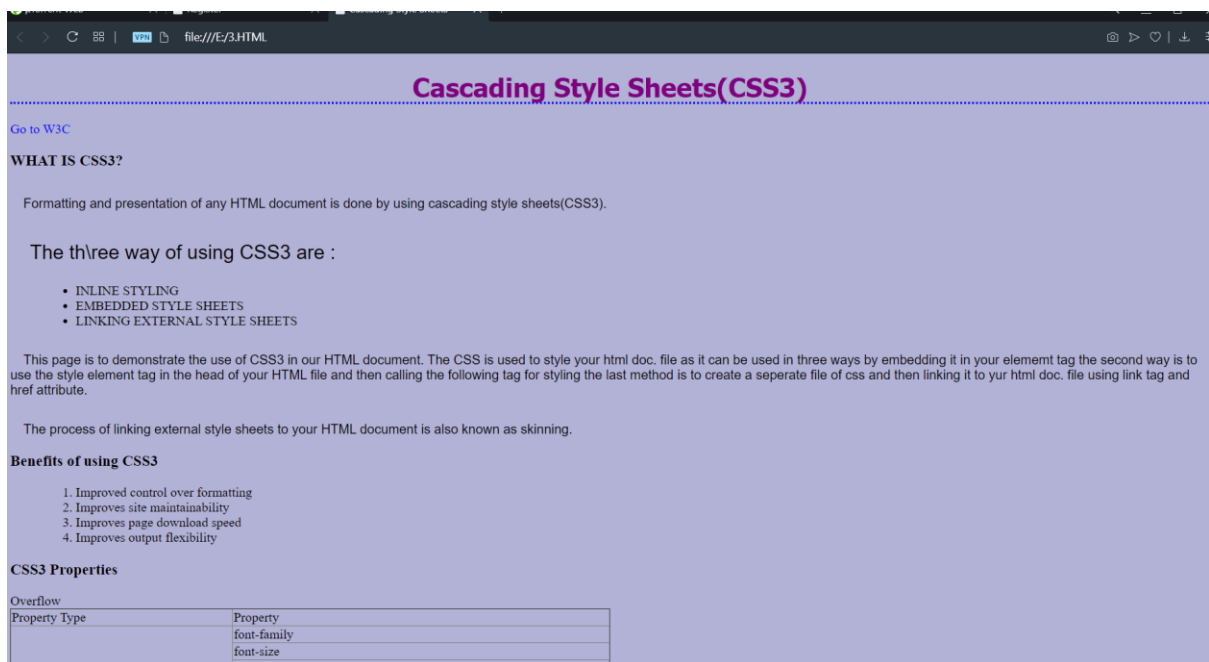 VPN file:///E:/3.HTML
Cascading Style Sheets(CSS3)
Go to W3C
WHAT IS CSS3?
Formatting and presentation of any HTML document is done by using cascading style sheets(CSS3).
The th\ree way of using CSS3 are :
• INLINE STYLING
• EMBEDDED STYLE SHEETS
• LINKING EXTERNAL STYLE SHEETS
This page is to demonstrate the use of CSS3 in our HTML document. The CSS is used to style your html doc. file as it can be used in three ways by embedding it in your elememt tag the second way is to
use the style element tag in the head of your HTML file and then calling the following tag for styling the last method is to create a seperate file of css and then linking it to yur html doc. file using link tag and
href attribute.
The process of linking external style sheets to your HTML document is also known as skinning.
Benefits of using CSS3
1. Improved control over formatting
2. Improves site maintainability
3. Improves page download speed
4. Improves output flexibility
CSS3 Properties
Overflow
Property Type Property
font-family
font-size